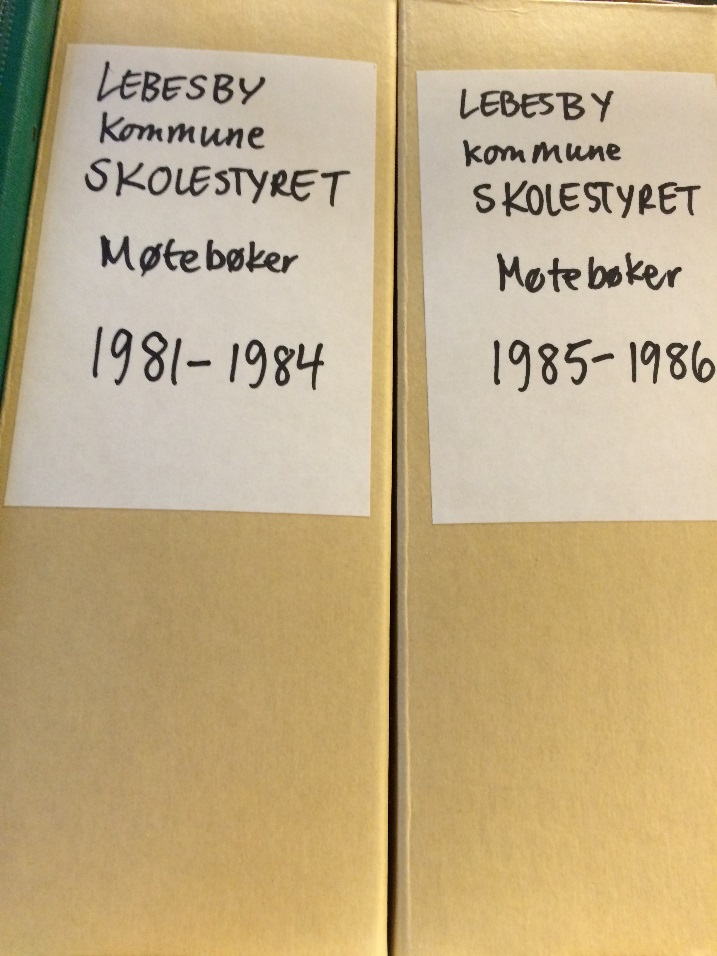 LEBESBY
kommune
SKOLESTYRET
Møtebøker
1981-1984
LEBESBY
kommune
SKOLESTYRET
Møtebøker
1985-1986